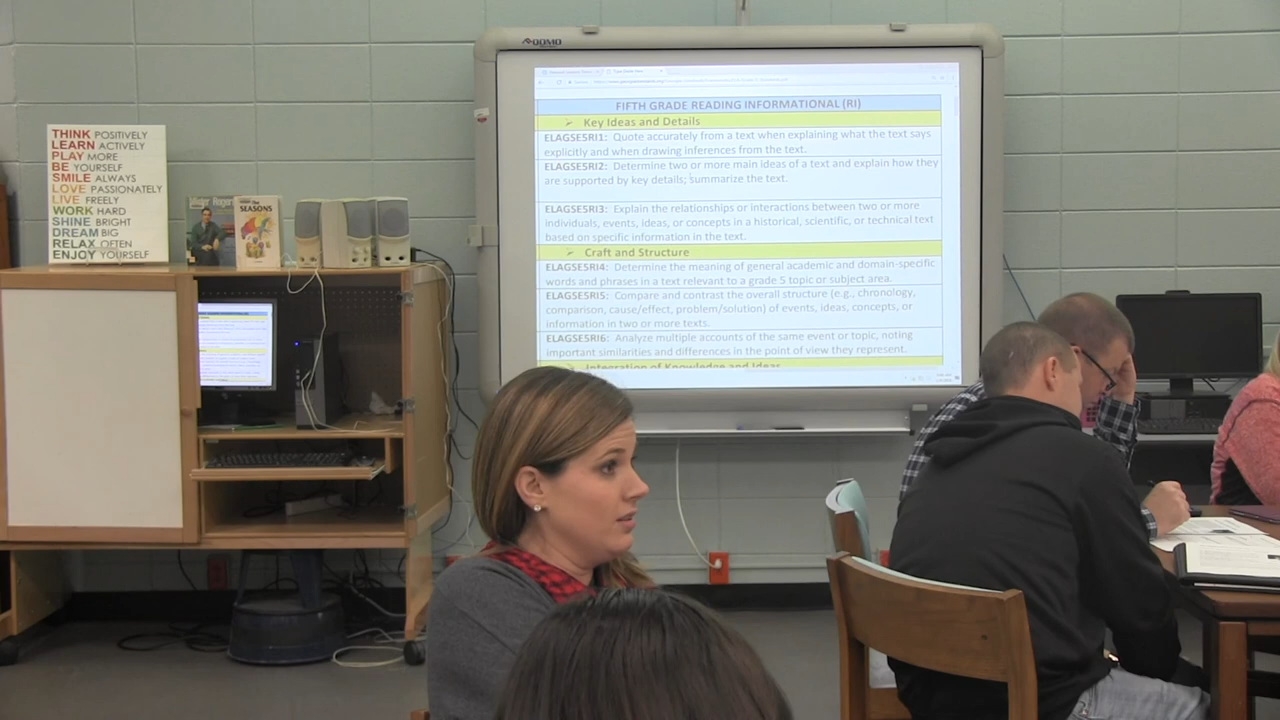 QOMO
FIFTH GRADE READING INFORMATIONAL (RI)
➢ Key Ideas and Details
ELAGSE5RI1: Quote accurately from a text when explaining what the text says
explicitly and when drawing inferences from the text.
ELAGSE5RI2: Determine two or more main ideas of a text and explain how they
are supported by key details; summarize the text.
ELAGSE5RI3: Explain the relationships or interactions between two or more
individuals, events, ideas, or concepts in a historical, scientific, or technical text
based on specific information in the text.
➢ Craft and Structure
ELAGSE5RI4: Determine the meaning of general academic and domain-specific
words and phrases in a text relevant to a grade 5 topic or subject area.
ELAGSE5RI5: Compare and contrast the overall structure (e.g., chronology,
comparison, cause/effect, problem/solution) of events, ideas, concepts, or
information in two or more texts.
ELAGSE5RI6: Analyze multiple accounts of the same event or topic, noting
important similarities and differences in the point of view they represent.
➢ Integration of Knowledge and Ideas
THINK POSITIVELY
LEARN ACTIVELY
PLAY MORE
BE YOURSELF
SMILE ALWAYS
LOVE PASSIONATELY
LIVE FREELY
WORK HARD
SHINE BRIGHT
DREAM BIG
RELAX OFTEN
ENJOY YOURSELF
Mister Rogers
The
SEASONS